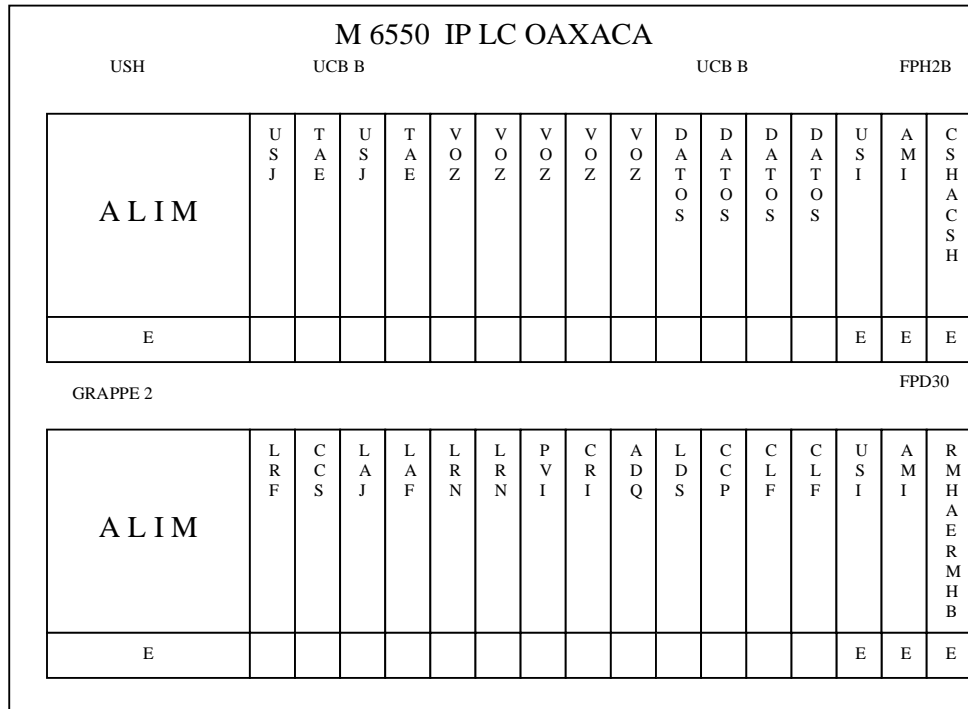 M 6550 IP LC OAXACA
USH UCB B UCB B FPH2B
ALIM USJ TAE USJ TAE VOZ VOZ VOZ VOZ VOZ DATOS DATOS DATOS DATOS USI AMI CSHACSH
E E E E
GRAPPE 2 FPD30
ALIM LRF CCS LAJ LAF LRN LRN PVI CRI ADQ LDS CCP CLF CLF USI AMI RMHAERMHB
E E E E